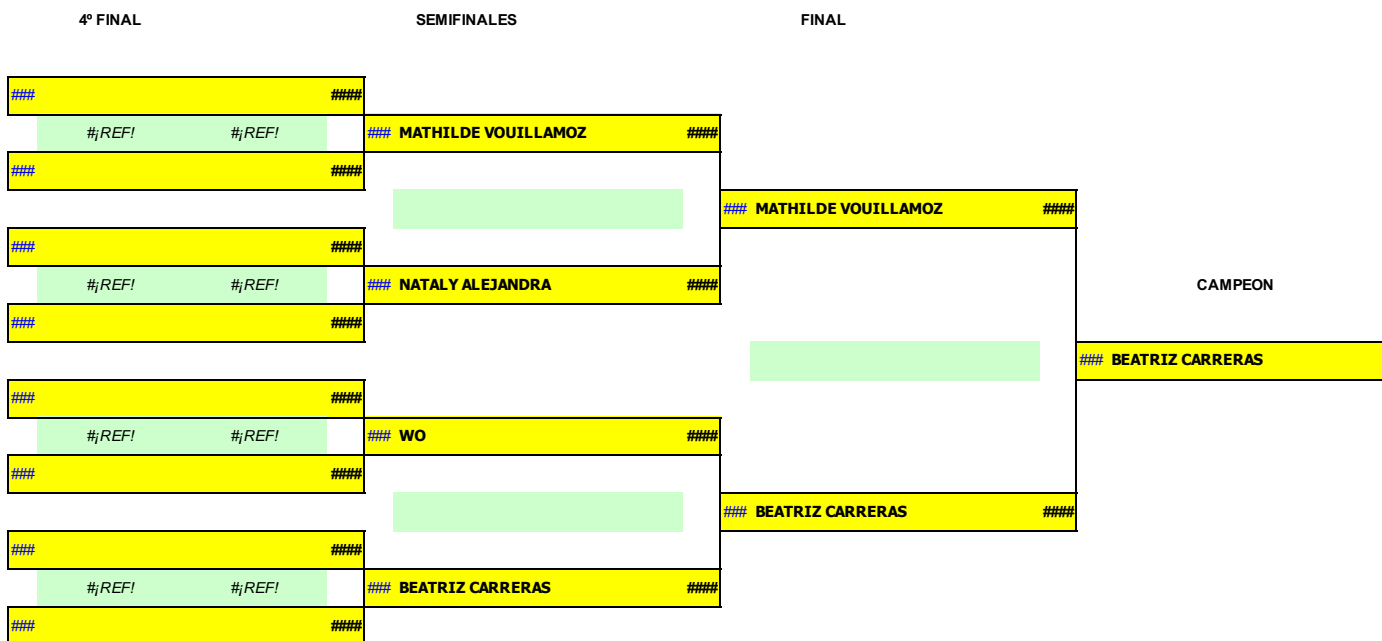 4º FINAL SEMIFINALES FINAL
### ####
#¡REF! #¡REF! ### MATHILDE VOUILLAMOZ ####
### ####
### MATHILDE VOUILLAMOZ ####
### ####
#¡REF! #¡REF! ### NATALY ALEJANDRA #### CAMPEON
### ####
### BEATRIZ CARRERAS
### ####
#¡REF! #¡REF! ### WO ####
### ####
### BEATRIZ CARRERAS ####
### ####
#¡REF! #¡REF! ### BEATRIZ CARRERAS ####
### ####